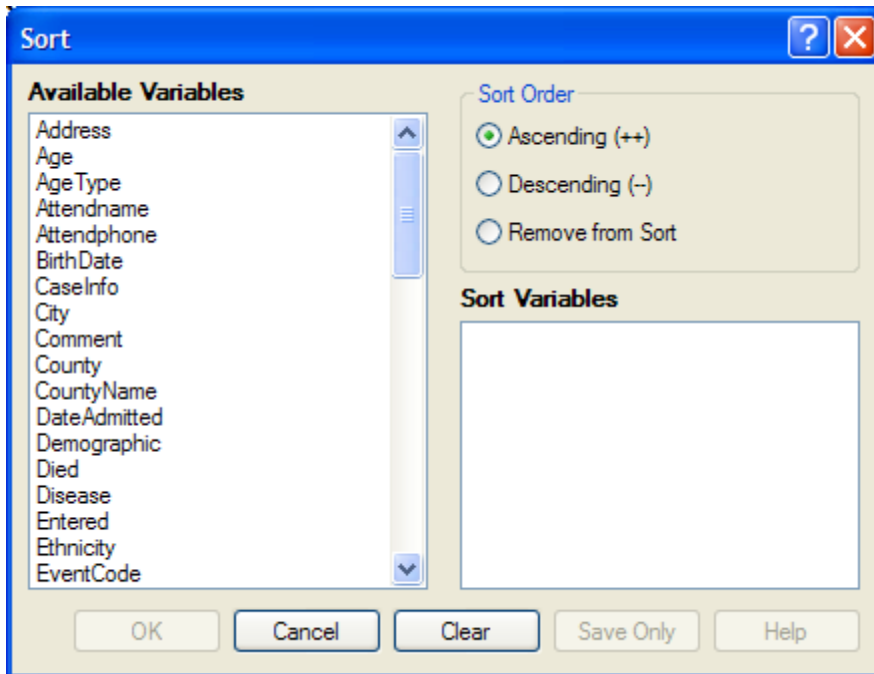 Sort
Available Variables
Address
Age
AgeType
Attendname
Attendphone
BirthDate
CaseInfo
City
Comment
County
CountyName
DateAdmitted
Demographic
Died
Disease
Entered
Ethnicity
EventCode
Sort Order
Ascending (++)
Descending (--)
Remove from Sort
Sort Variables
OK
Cancel
Clear
Save Only
Help